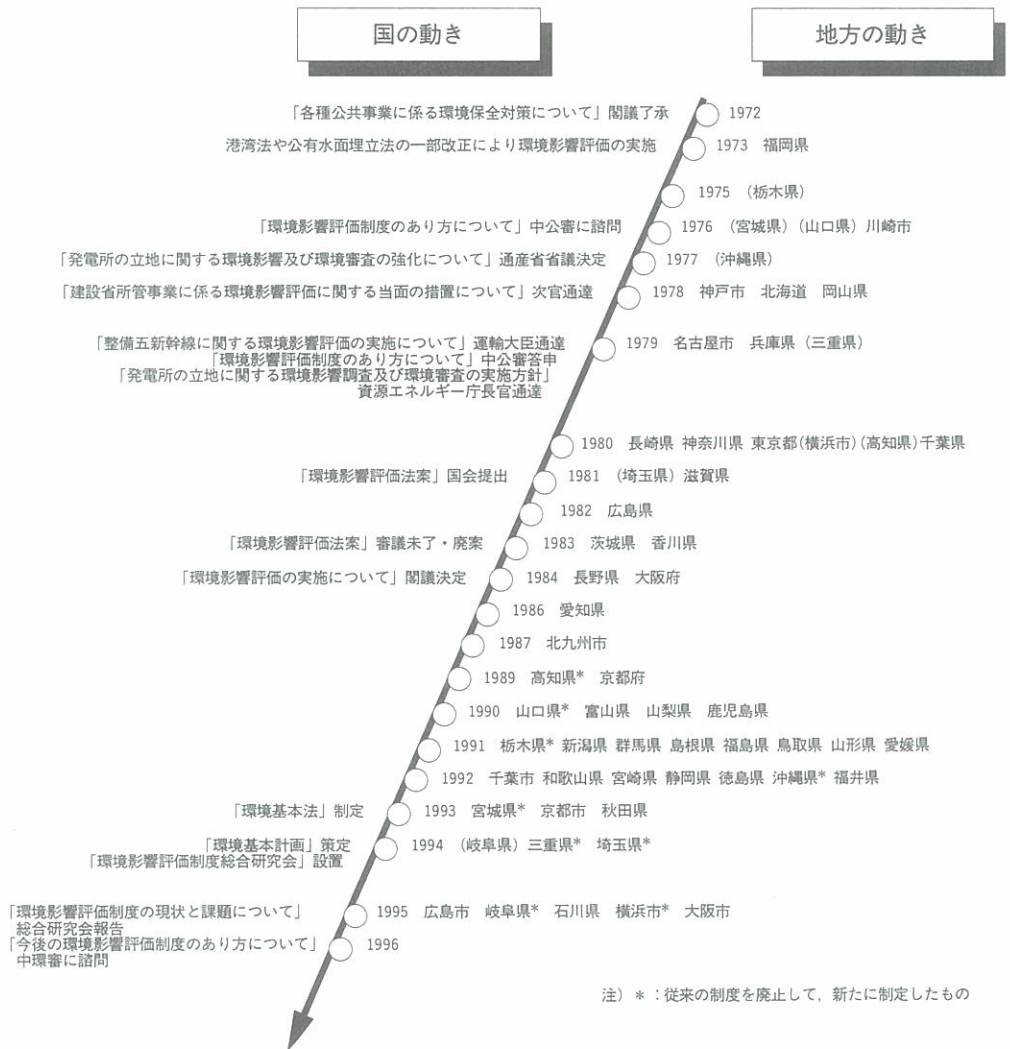 国の動き
地方の動き
「各種公共事業に係る環境保全対策について」閣議了承 1972
港湾法や公有水面埋立法の一部改正により環境影響評価の実施 1973 福岡県
1975 (栃木県)
「環境影響評価制度のあり方について」中公審に諮問 1976 (宮城県) (山口県) 川崎市
「発電所の立地に関する環境影響及び環境審査の強化について」通産省省議決定 1977 (沖縄県)
「建設省所管事業に係る環境影響評価に関する当面の措置について」次官通達 1978 神戸市 北海道 岡山県
「整備五新幹線に関する環境影響評価の実施について」運輸大臣通達 1979 名古屋市 兵庫県 (三重県)
「環境影響評価制度のあり方について」中公審答申
「発電所の立地に関する環境影響調査及び環境審査の実施方針」
資源エネルギー庁長官通達
1980 長崎県 神奈川県 東京都(横浜市)(高知県)千葉県
「環境影響評価法案」国会提出 1981 (埼玉県) 滋賀県
1982 広島県
「環境影響評価法案」審議未了・廃案 1983 茨城県 香川県
「環境影響評価の実施について」閣議決定 1984 長野県 大阪府
1986 愛知県
1987 北九州市
1989 高知県* 京都府
1990 山口県* 富山県 山梨県 鹿児島県
1991 栃木県* 新潟県 群馬県 島根県 福島県 鳥取県 山形県 愛媛県
1992 千葉市 和歌山県 宮崎県 静岡県 徳島県 沖縄県* 福井県
「環境基本法」制定 1993 宮城県* 京都市 秋田県
「環境基本計画」策定 1994 (岐阜県) 三重県* 埼玉県*
「環境影響評価制度総合研究会」設置
「環境影響評価制度の現状と課題について」 1995 広島市 岐阜県* 石川県 横浜市* 大阪市
総合研究会報告
「今後の環境影響評価制度のあり方について」 1996
中環審に諮問
注) *:従来の制度を廃止して,新たに制定したもの